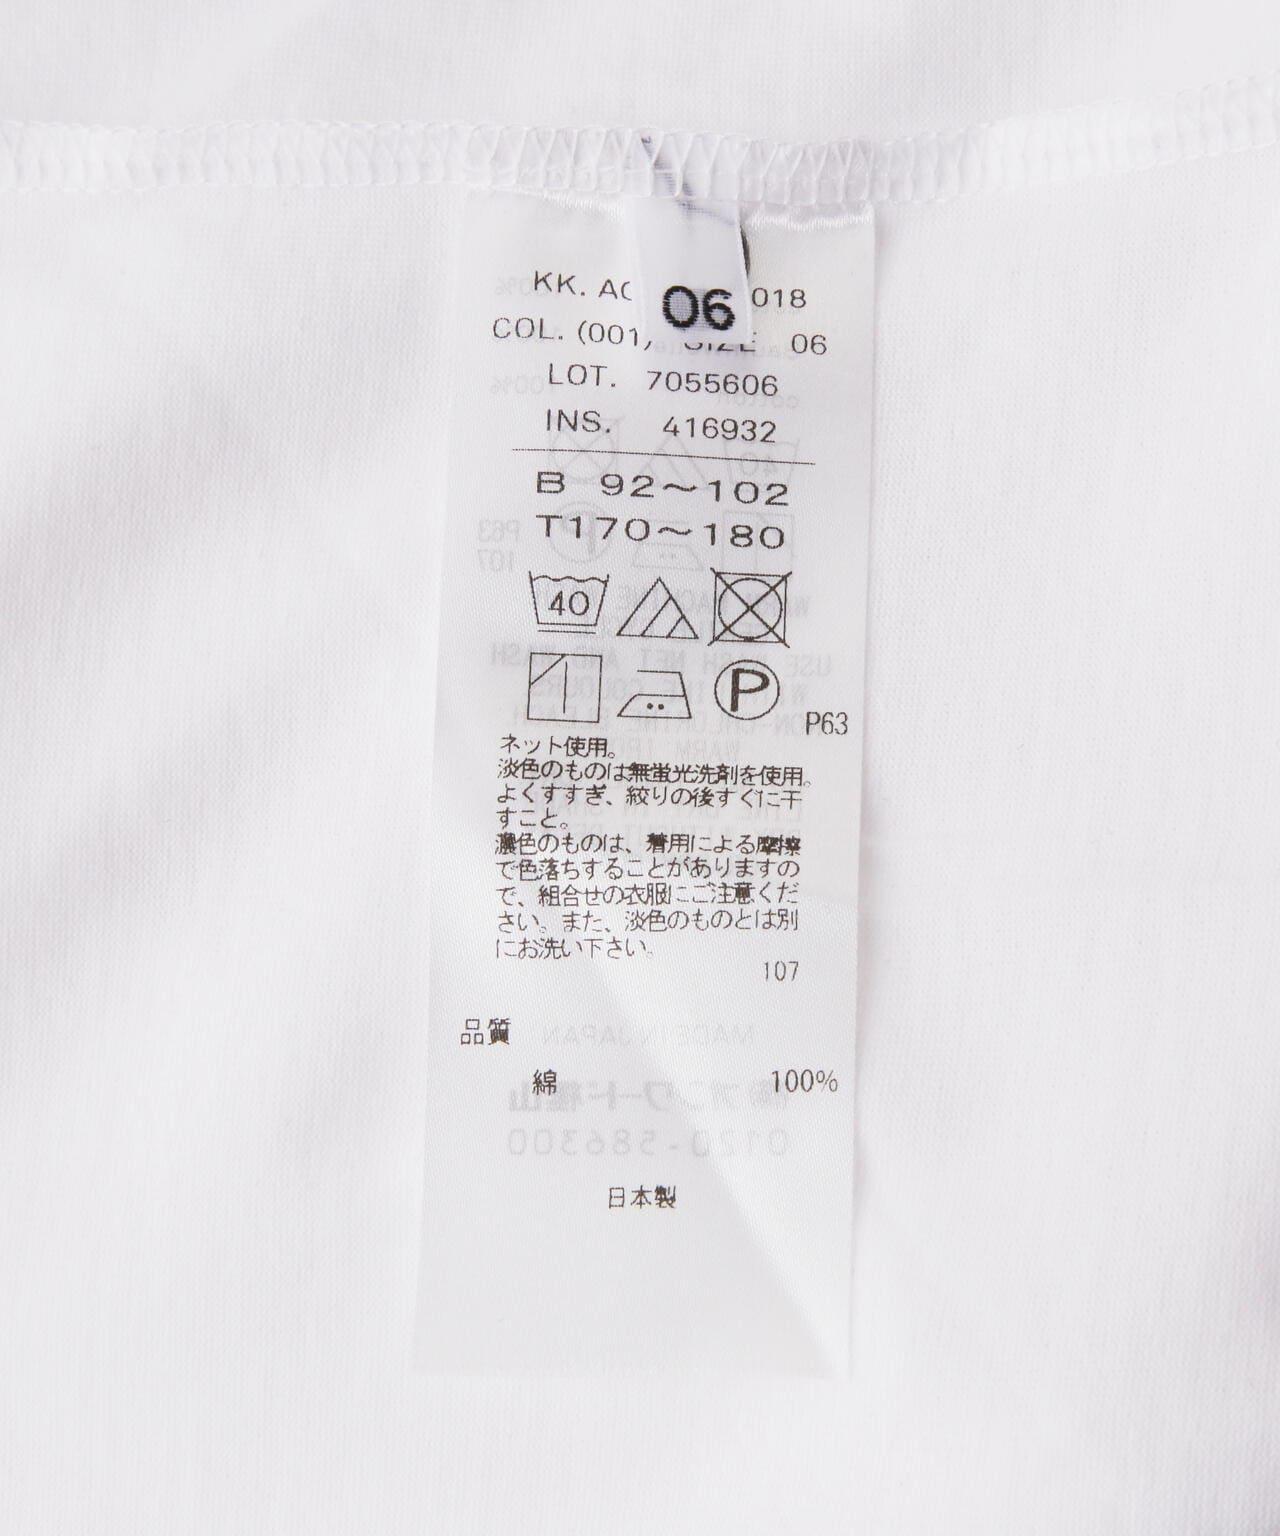 06
KK. 018
COL. (001) SIZE 06
LOT. 7055606
INS. 416932
B 92～102
T170～180
40
P
P63
ネット使用。
淡色のものは無蛍光洗剤を使用。
よくすすぎ、絞りの後すぐに干
すこと。
濃色のものは、着用による摩擦
で色落ちすることがありますの
で、組合せの衣服にご注意くだ
さい。また、淡色のものとは別
にお洗い下さい。
107
品質
綿 100%
日本製